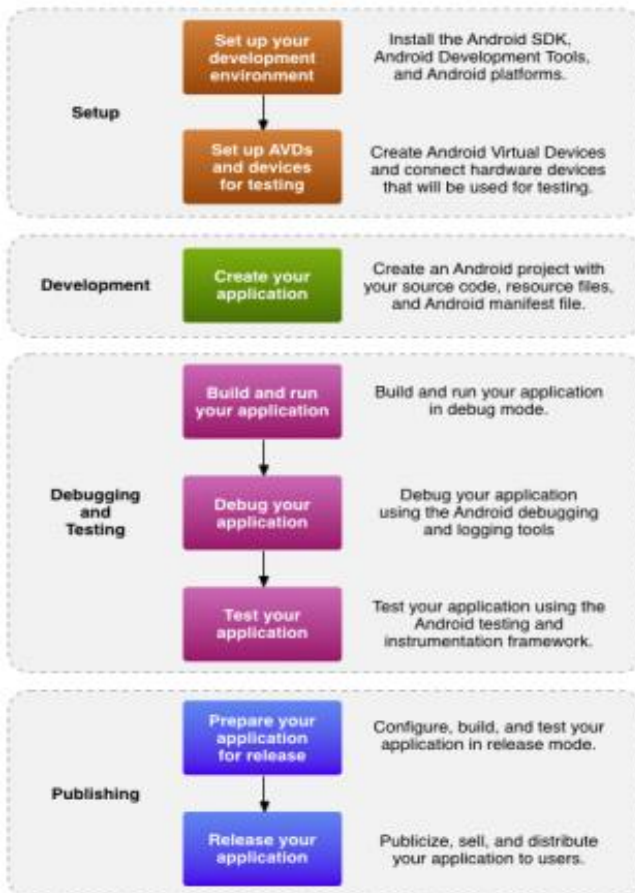 Set up your
development
environment
Install the Android SDK,
Android Development Tools,
and Android platforms.
Setup
Set up AVDs
and devices
for testing
Create Android Virtual Devices
and connect hardware devices
that will be used for testing.
Development
Create your
application
Create an Android project with
your source code, resource files,
and Android manifest file.
Build and run
your application
Build and run your application
in debug mode.
Debugging
and
Testing
Debug your
application
Debug your application
using the Android debugging
and logging tools
Test your
application
Test your application using the
Android testing and
instrumentation framework.
Prepare your
application
for release
Configure, build, and test your
application in release mode.
Publishing
Release your
application
Publicize, sell, and distribute
your application to users.